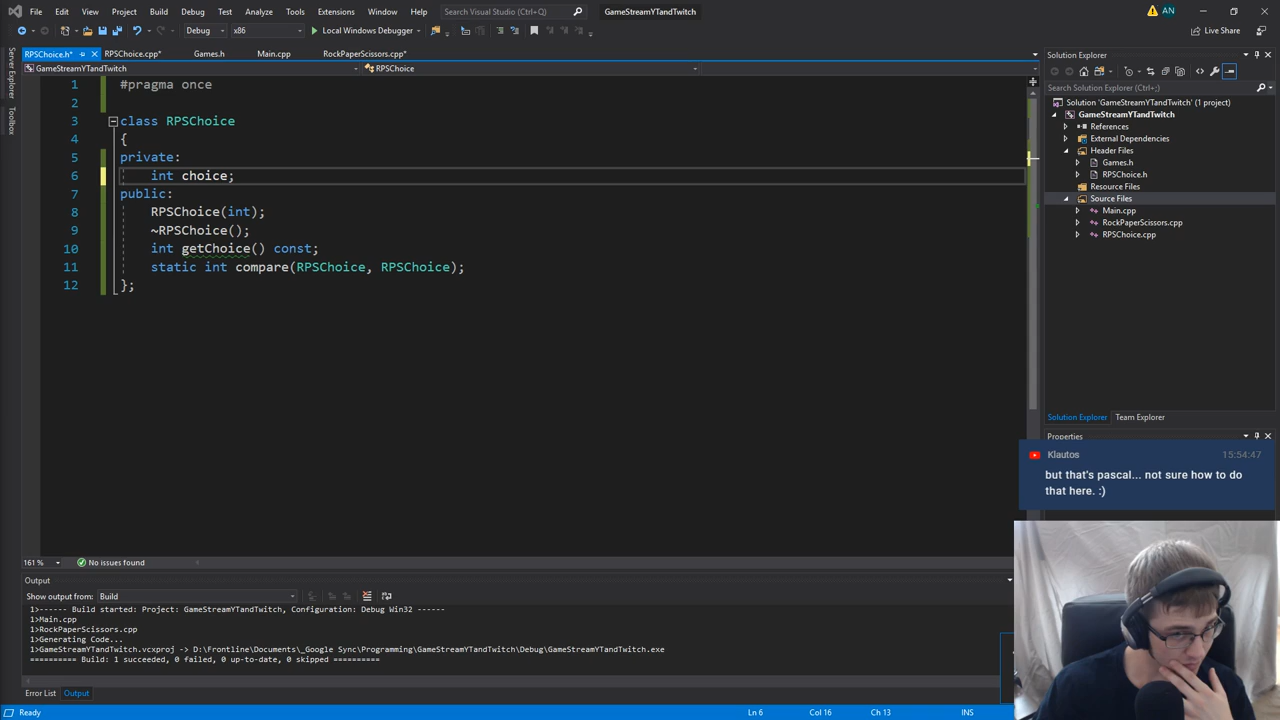 File Edit View Project Build Debug Test Analyze Tools Extensions Window Help Search Visual Studio (Ctrl+Q) GameStreamYTandTwitch AN
Debug x86 Local Windows Debugger Live Share
Server Explorer
Toolbox
RPSChoice.h* RPSChoice.cpp* Games.h Main.cpp RockPaperScissors.cpp*
GameStreamYTandTwitch RPSChoice
1 #pragma once
2
3 class RPSChoice
4 {
5 private:
6 int choice;
7 public:
8 RPSChoice(int);
9 ~RPSChoice();
10 int getChoice() const;
11 static int compare(RPSChoice, RPSChoice);
12 };
161 % No issues found
Output
Show output from: Build
1>------ Build started: Project: GameStreamYTandTwitch, Configuration: Debug Win32 ------
1>Main.cpp
1>RockPaperScissors.cpp
1>Generating Code...
1>GameStreamYTandTwitch.vcxproj -> D:\Frontline\Documents\_Google Sync\Programming\GameStreamYTandTwitch\Debug\GameStreamYTandTwitch.exe
========== Build: 1 succeeded, 0 failed, 0 up-to-date, 0 skipped ==========
Error List Output
Ready Ln 6 Col 16 Ch 13 INS
Solution Explorer
Search Solution Explorer (Ctrl+;)
Solution 'GameStreamYTandTwitch' (1 project)
GameStreamYTandTwitch
References
External Dependencies
Header Files
Games.h
RPSChoice.h
Resource Files
Source Files
Main.cpp
RockPaperScissors.cpp
RPSChoice.cpp
Solution Explorer Team Explorer
Properties
Klautos 15:54:47
but that's pascal... not sure how to do
that here. :)